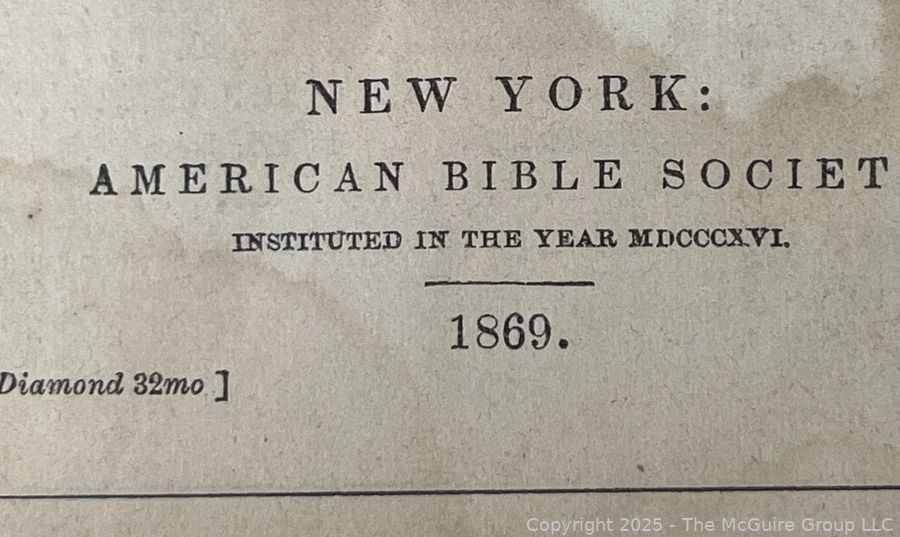 NEW YORK:
AMERICAN BIBLE SOCIET
INSTITUTED IN THE YEAR MDCCCXVI.
1869.
Diamond 32mo ]
Copyright 2025 - The McGuire Group LLC